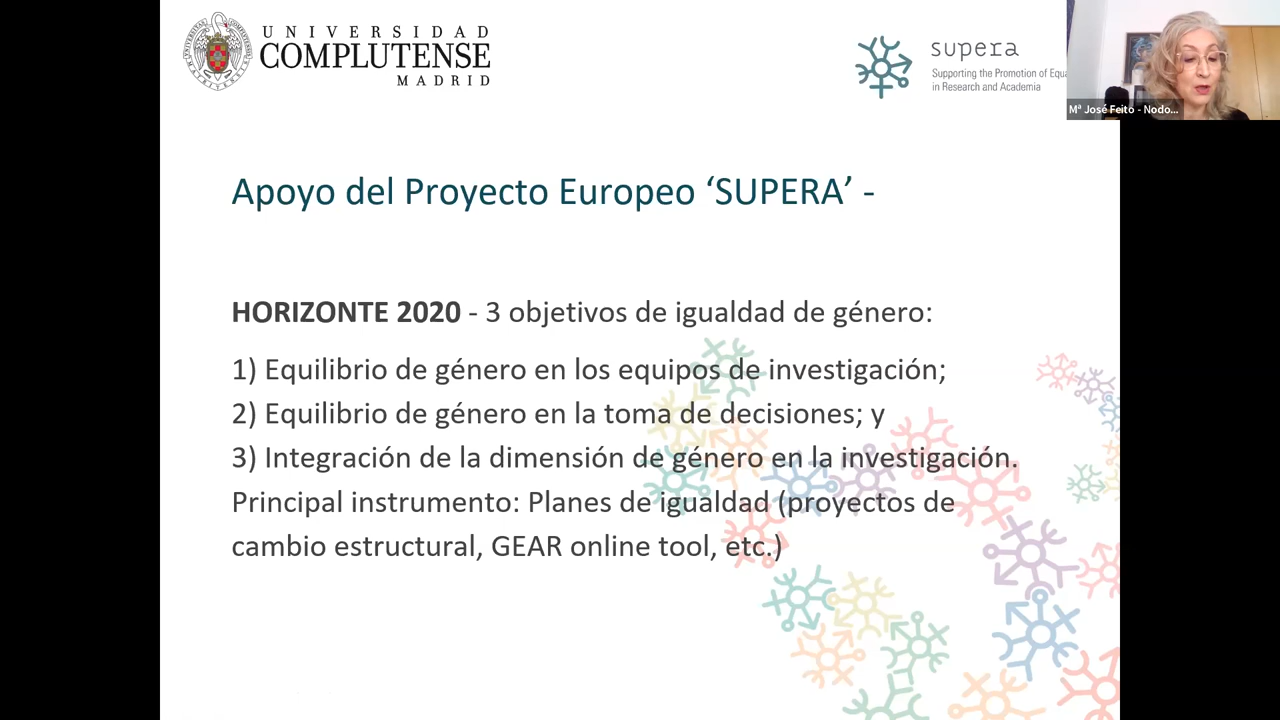 UNIVERSIDAD
COMPLUTENSE
MADRID
supera
Supporting the Promotion of Equa
in Research and Academia
Mª José Feito - Nodo...
Apoyo del Proyecto Europeo ‘SUPERA’ -
HORIZONTE 2020 - 3 objetivos de igualdad de género:
1) Equilibrio de género en los equipos de investigación;
2) Equilibrio de género en la toma de decisiones; y
3) Integración de la dimensión de género en la investigación.
Principal instrumento: Planes de igualdad (proyectos de
cambio estructural, GEAR online tool, etc.)